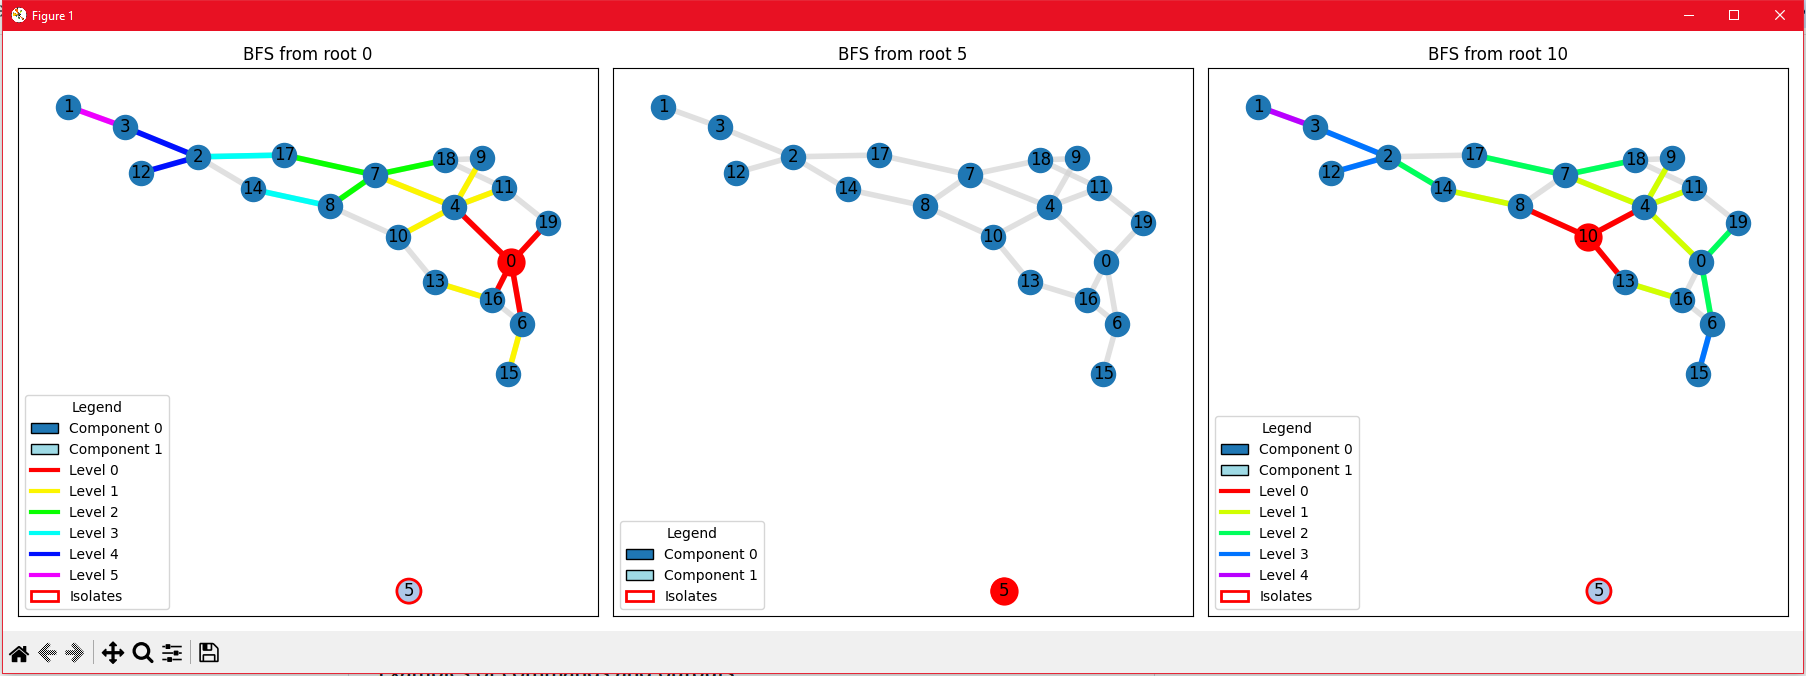 Figure 1
BFS from root 0
1
3
12
2
17
14
8
7
18
9
11
4
10
19
0
13
16
6
15
5
Legend
Component 0
Component 1
Level 0
Level 1
Level 2
Level 3
Level 4
Level 5
Isolates
BFS from root 5
1
3
12
2
17
14
8
7
18
9
11
4
10
19
0
13
16
6
15
5
Legend
Component 0
Component 1
Isolates
BFS from root 10
1
3
12
2
17
14
8
7
18
9
11
4
10
19
0
13
16
6
15
5
Legend
Component 0
Component 1
Level 0
Level 1
Level 2
Level 3
Level 4
Isolates